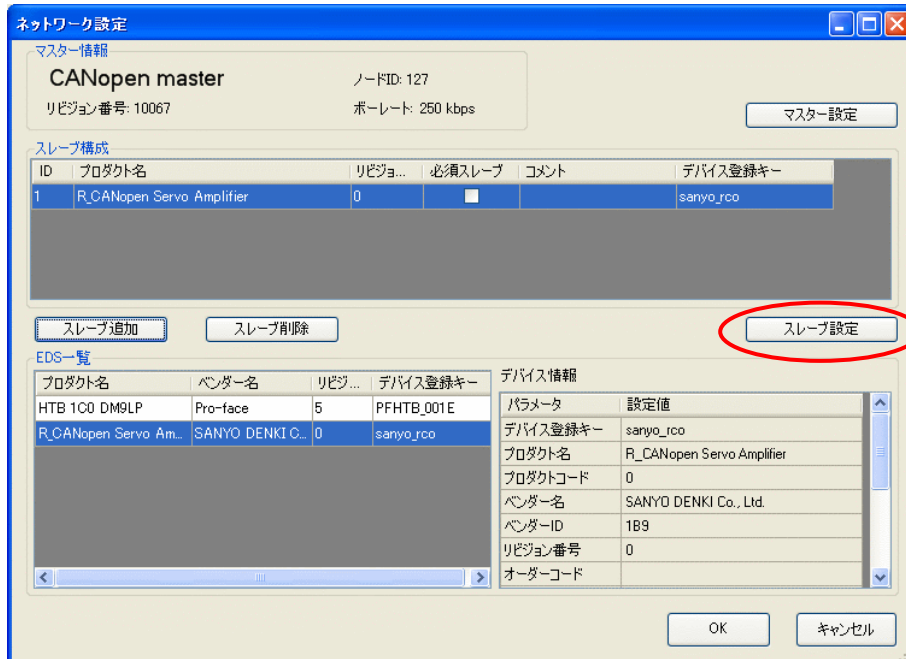 ネットワーク設定
マスター情報
CANopen master
ノードID: 127
リビジョン番号: 10067
ボーレート: 250 kbps
マスター設定
スレーブ構成
ID プロダクト名 リビジョ... 必須スレーブ コメント デバイス登録キー
1 R_CANopen Servo Amplifier 0 sanyo_rco
スレーブ追加
スレーブ削除
スレーブ設定
EDS一覧
プロダクト名 ベンダー名 リビジ... デバイス登録キー
HTB 1C0 DM9LP Pro-face 5 PFHTB_001E
R_CANopen Servo Am... SANYO DENKI C... 0 sanyo_rco
デバイス情報
パラメータ 設定値
デバイス登録キー sanyo_rco
プロダクト名 R_CANopen Servo Amplifier
プロダクトコード 0
ベンダー名 SANYO DENKI Co., Ltd.
ベンダーID 1B9
リビジョン番号 0
オーダーコード
OK
キャンセル